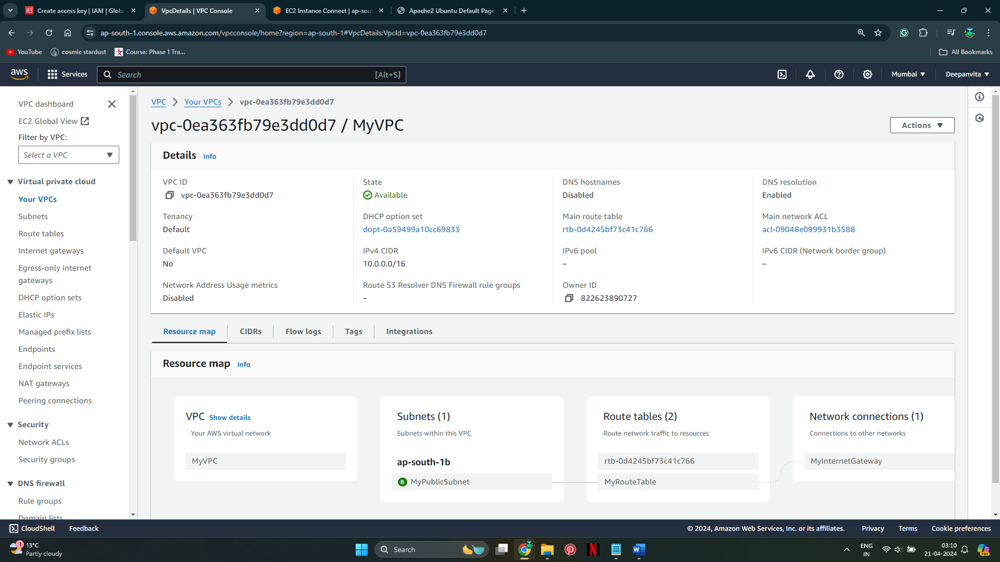 Create access key | IAM | Globa
VpcDetails | VPC Console
EC2 Instance Connect | ap-sout
Apache2 Ubuntu Default Page:
ap-south-1.console.aws.amazon.com/vpcconsole/home?region=ap-south-1#VpcDetails:VpcId=vpc-0ea363fb79e3dd0d7
YouTube
cosmic stardust
Course: Phase 1 Tra...
All Bookmarks
aws
Services
Search
[Alt+S]
Mumbai
Deepanvita
VPC dashboard
EC2 Global View
Filter by VPC:
Select a VPC
Virtual private cloud
Your VPCs
Subnets
Route tables
Internet gateways
Egress-only internet
gateways
DHCP option sets
Elastic IPs
Managed prefix lists
Endpoints
Endpoint services
NAT gateways
Peering connections
Security
Network ACLs
Security groups
DNS firewall
Rule groups
Domain lists
VPC
Your VPCs
vpc-0ea363fb79e3dd0d7
vpc-0ea363fb79e3dd0d7 / MyVPC
Actions
Details
Info
VPC ID
vpc-0ea363fb79e3dd0d7
State
Available
DNS hostnames
Disabled
DNS resolution
Enabled
Tenancy
Default
DHCP option set
dopt-0a59499a10cc69833
Main route table
rtb-0d4245bf73c41c766
Main network ACL
acl-09048e099931b3588
Default VPC
No
IPv4 CIDR
10.0.0.0/16
IPv6 pool
–
IPv6 CIDR (Network border group)
–
Network Address Usage metrics
Disabled
Route 53 Resolver DNS Firewall rule groups
–
Owner ID
822623890727
Resource map
CIDRs
Flow logs
Tags
Integrations
Resource map
Info
VPC
Show details
Your AWS virtual network
MyVPC
Subnets (1)
Subnets within this VPC
ap-south-1b
B
MyPublicSubnet
Route tables (2)
Route network traffic to resources
rtb-0d4245bf73c41c766
MyRouteTable
Network connections (1)
Connections to other networks
MyInternetGateway
CloudShell
Feedback
© 2024, Amazon Web Services, Inc. or its affiliates.
Privacy
Terms
Cookie preferences
1
13°C
Partly cloudy
Search
N
W
ENG
IN
03:10
21-04-2024
PRE